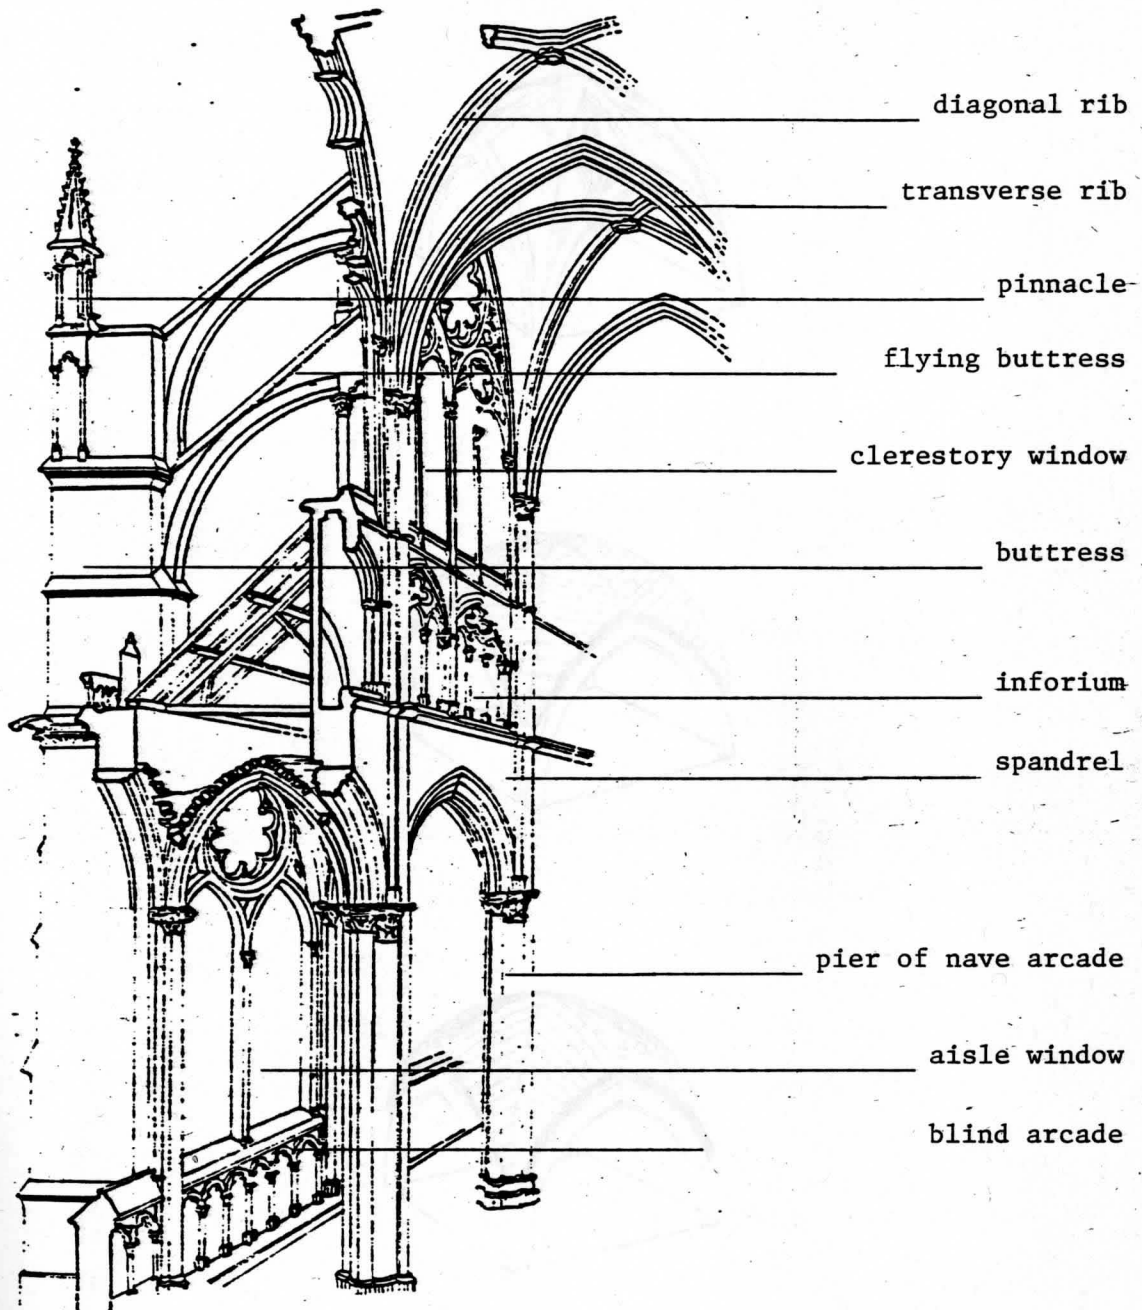 diagonal rib
transverse rib
pinnacle
flying buttress
clerestory window
buttress
inforium
spandrel
pier of nave arcade
aisle window
blind arcade